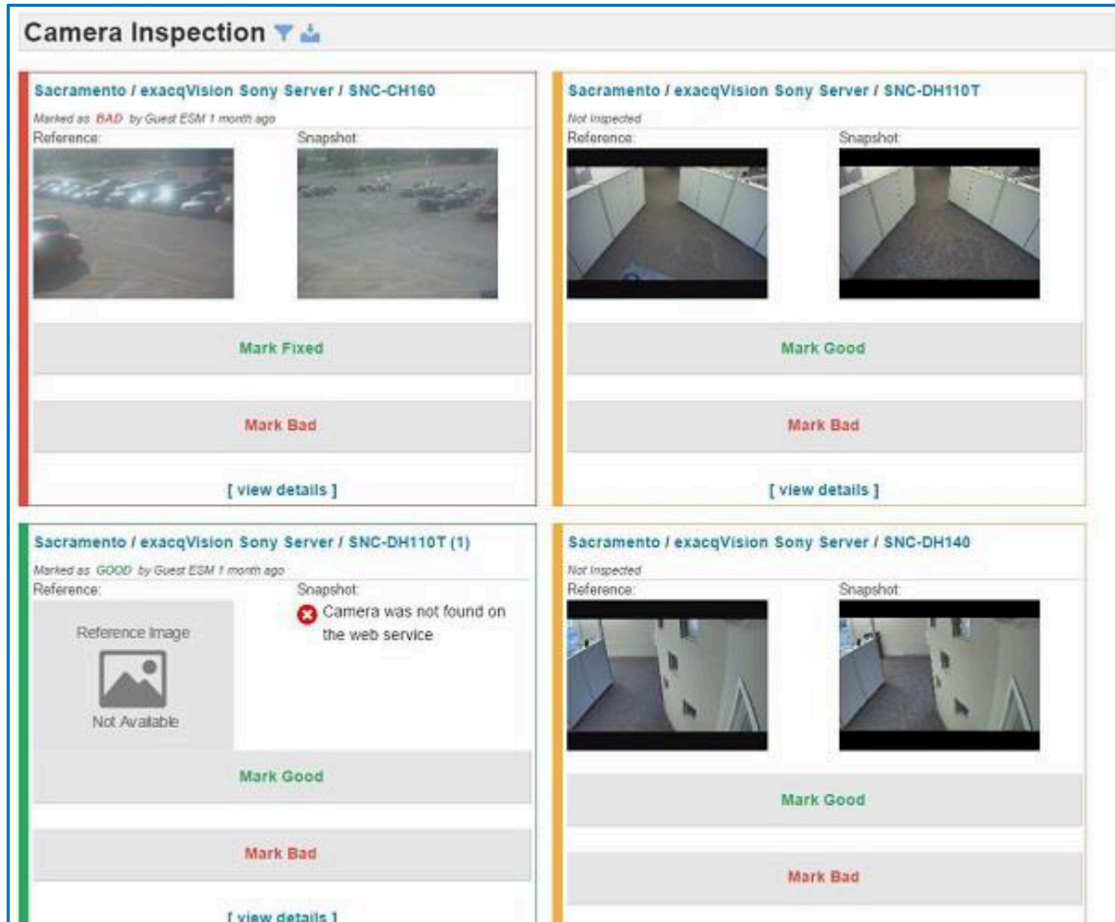 Camera Inspection
Sacramento / exacqVision Sony Server / SNC-CH160
Marked as BAD by Guest ESM 1 month ago
Reference:
Snapshot:
Mark Fixed
Mark Bad
[ view details ]
Sacramento / exacqVision Sony Server / SNC-DH110T
Not Inspected
Reference:
Snapshot:
Mark Good
Mark Bad
[ view details ]
Sacramento / exacqVision Sony Server / SNC-DH110T (1)
Marked as GOOD by Guest ESM 1 month ago
Reference:
Snapshot:
Reference Image
Not Available
Camera was not found on
the web service
Mark Good
Mark Bad
[ view details ]
Sacramento / exacqVision Sony Server / SNC-DH140
Not Inspected
Reference:
Snapshot:
Mark Good
Mark Bad